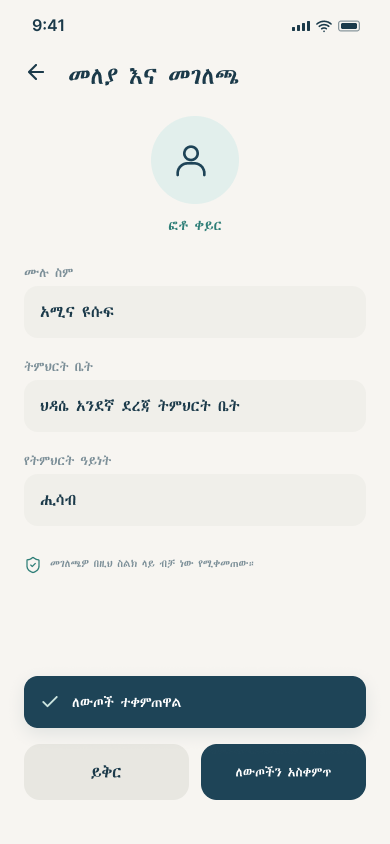 9:41
መለያ እና መገለጫ
ፎቶ ቀይር
ሙሉ ስም
አሚና ዩሱፍ
ትምህርት ቤት
ህዳሴ አንደኛ ደረጃ ትምህርት ቤት
የትምህርት ዓይነት
ሒሳብ
መገለጫዎ በዚህ ስልክ ላይ ብቻ ነው የሚቀመጠው።
ለውጦች ተቀምጠዋል
ይቅር
ለውጦችን አስቀምጥ